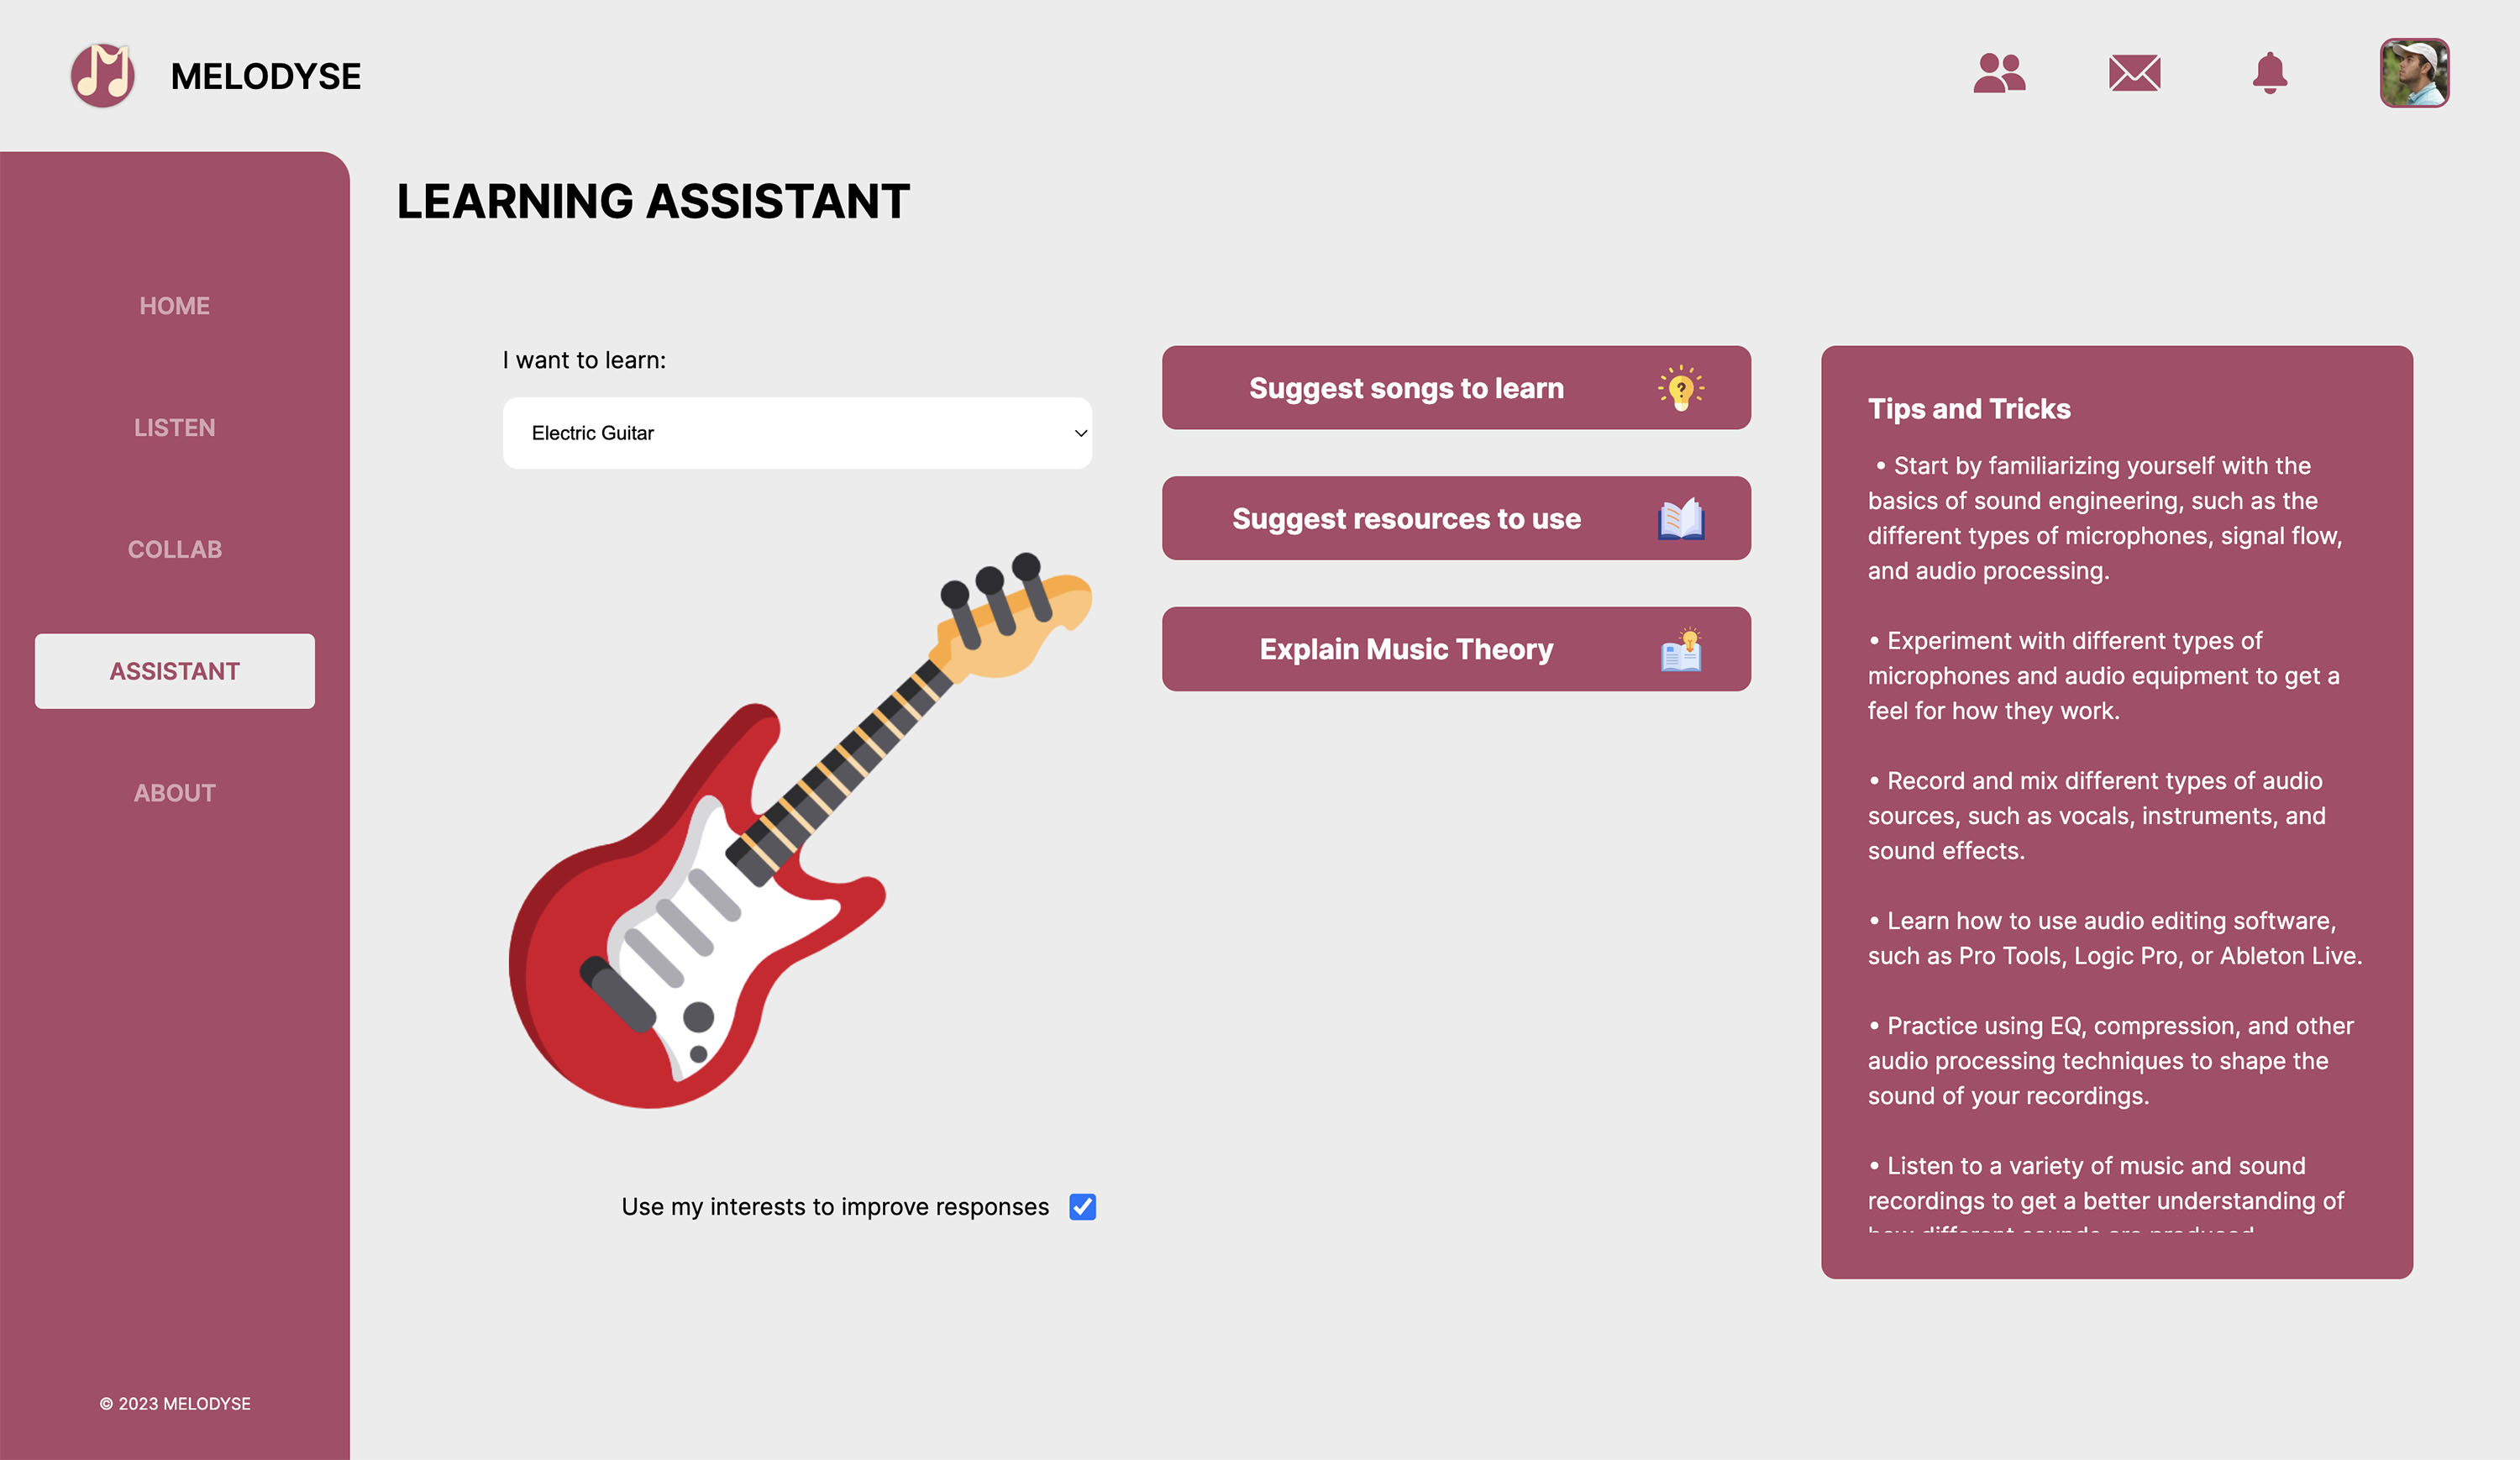 MELODYSE
LEARNING ASSISTANT
HOME
LISTEN
COLLAB
ASSISTANT
ABOUT
© 2023 MELODYSE
I want to learn:
Electric Guitar
Use my interests to improve responses
Suggest songs to learn
?
Suggest resources to use
Explain Music Theory
Tips and Tricks
• Start by familiarizing yourself with the
basics of sound engineering, such as the
different types of microphones, signal flow,
and audio processing.
• Experiment with different types of
microphones and audio equipment to get a
feel for how they work.
• Record and mix different types of audio
sources, such as vocals, instruments, and
sound effects.
• Learn how to use audio editing software,
such as Pro Tools, Logic Pro, or Ableton Live.
• Practice using EQ, compression, and other
audio processing techniques to shape the
sound of your recordings.
• Listen to a variety of music and sound
recordings to get a better understanding of
how different sounds are produced